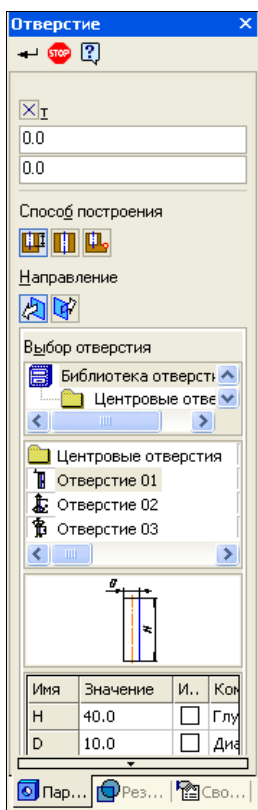 Отверстие
STOP ?
т
0.0
0.0
Способ построения
Направление
Выбор отверстия
Библиотека отверсти
Центровые отве
Центровые отверстия
Отверстие 01
Отверстие 02
Отверстие 03
H
Имя Значение И.. Ком
H 40.0 Глу
D 10.0 Диа
Пар... Рез... Сво...